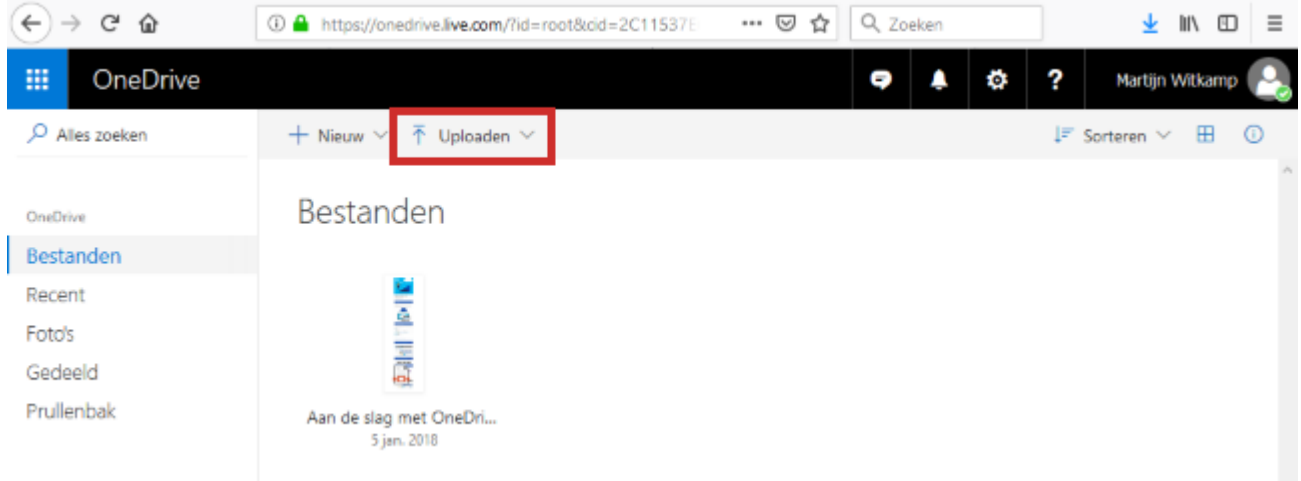 https://onedrive.live.com/?id=root&cid=2C11537E
Zoeken
OneDrive
? Martijn Witkamp
Alles zoeken
+ Nieuw Uploaden Sorteren
OneDrive
Bestanden
Recent
Foto's
Gedeeld
Prullenbak
Bestanden
Aan de slag met OneDri...
5 jan. 2018